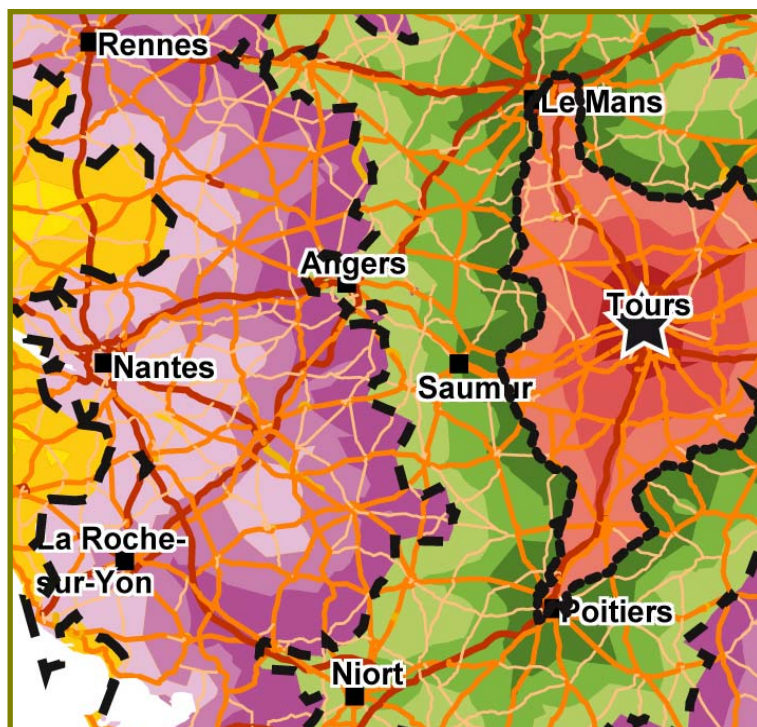 Rennes
Le Mans
Angers
Tours
Nantes
Saumur
La Roche-
sur-Yon
Poitiers
Niort